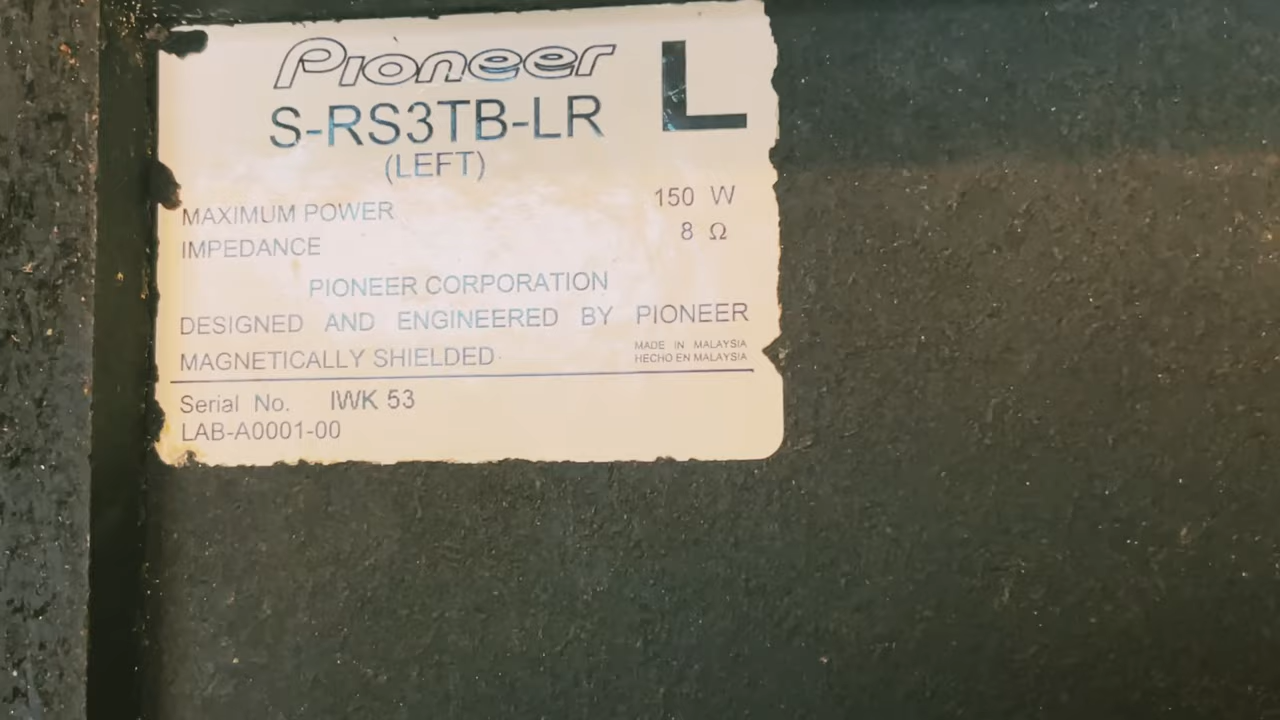 Pioneer L
S-RS3TB-LR
(LEFT)
MAXIMUM POWER 150 W
IMPEDANCE 8 Ω
PIONEER CORPORATION
DESIGNED AND ENGINEERED BY PIONEER
MAGNETICALLY SHIELDED
MADE IN MALAYSIA
HECHO EN MALAYSIA
Serial No. IWK 53
LAB-A0001-00